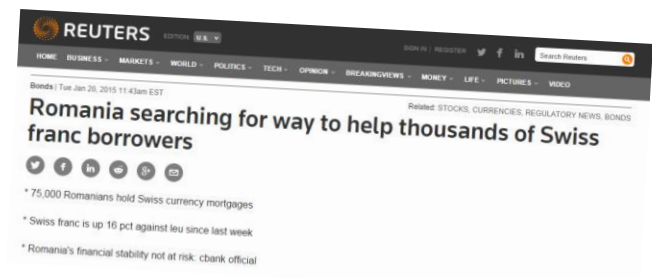 REUTERS EDITION: U.S. SIGN IN | REGISTER Search Reuters
HOME BUSINESS MARKETS WORLD POLITICS TECH OPINION BREAKINGVIEWS MONEY LIFE PICTURES VIDEO
Bonds | Tue Jan 20, 2015 11:43am EST
Related: STOCKS, CURRENCIES, REGULATORY NEWS, BONDS
Romania searching for way to help thousands of Swiss
franc borrowers
* 75,000 Romanians hold Swiss currency mortgages
* Swiss franc is up 16 pct against leu since last week
* Romania's financial stability not at risk: cbank official